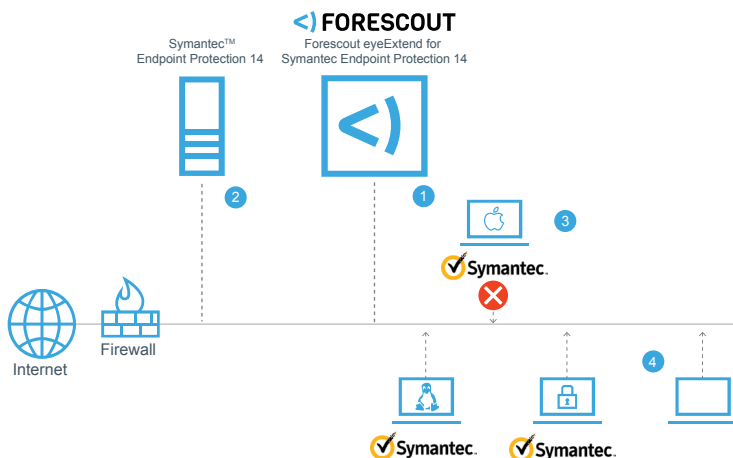 <) FORESCOUT
Symantec™
Endpoint Protection 14
Forescout eyeExtend for
Symantec Endpoint Protection 14
<)
2
1
3
Symantec.
Internet
Firewall
4
Symantec.
Symantec.